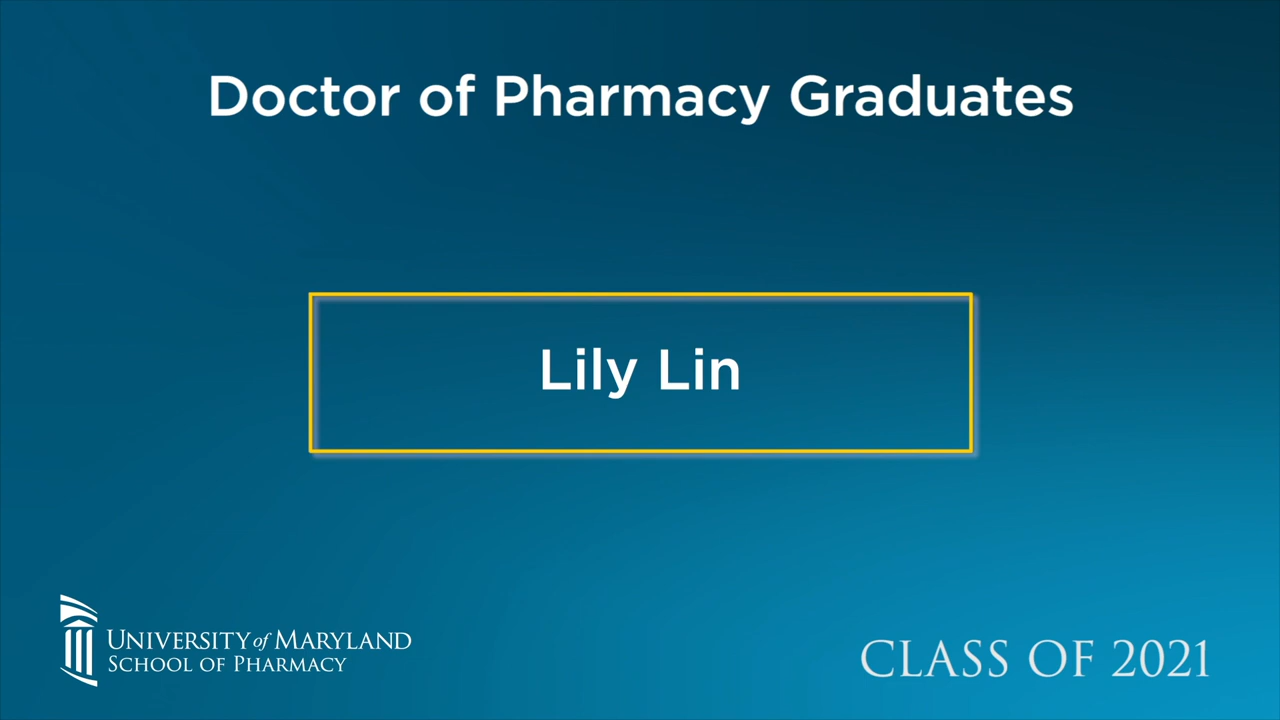 Doctor of Pharmacy Graduates
Lily Lin
UNIVERSITY of MARYLAND
SCHOOL OF PHARMACY
CLASS OF 2021